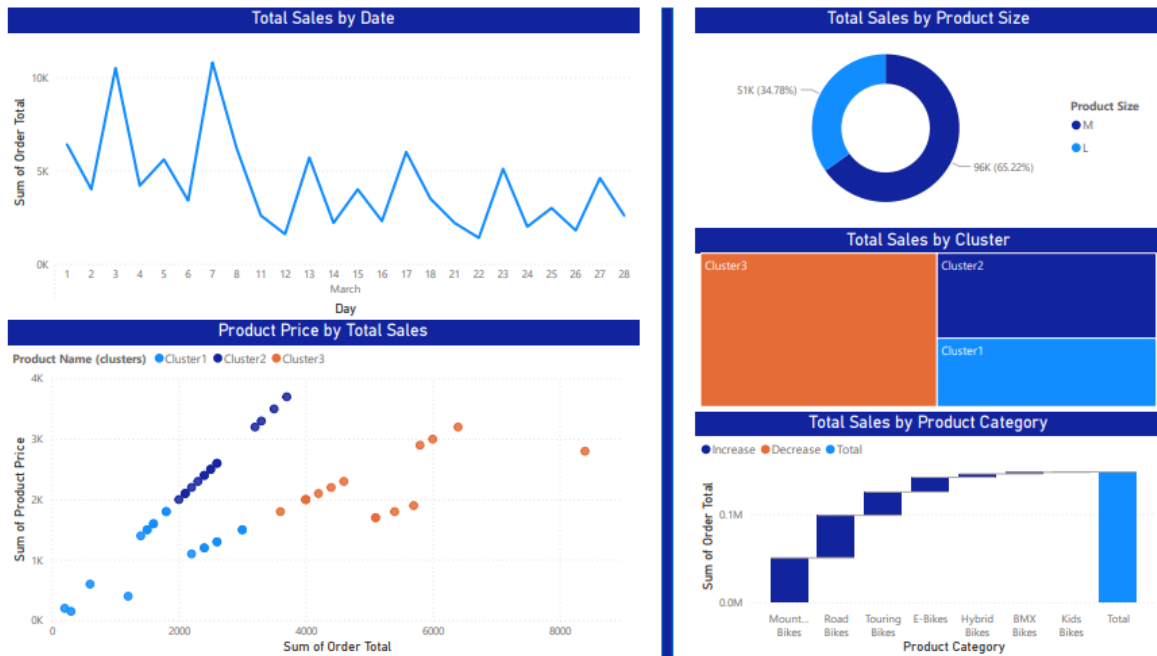 Total Sales by Date
Sum of Order Total
10K
5K
0K
1 2 3 4 5 6 7 8 11 12 13 14 15 16 17 18 21 22 23 24 25 26 27 28
March
Day
Product Price by Total Sales
Product Name (clusters) Cluster1 Cluster2 Cluster3
Sum of Product Price
4K
3K
2K
1K
0K
0 2000 4000 6000 8000
Sum of Order Total
Total Sales by Product Size
51K (34.78%)
96K (65.22%)
Product Size
M
L
Total Sales by Cluster
Cluster3
Cluster2
Cluster1
Total Sales by Product Category
Increase Decrease Total
Sum of Order Total
0.1M
0.0M
Mount... Road Touring E-Bikes Hybrid BMX Kids Total
Bikes Bikes Bikes Bikes Bikes Bikes
Product Category